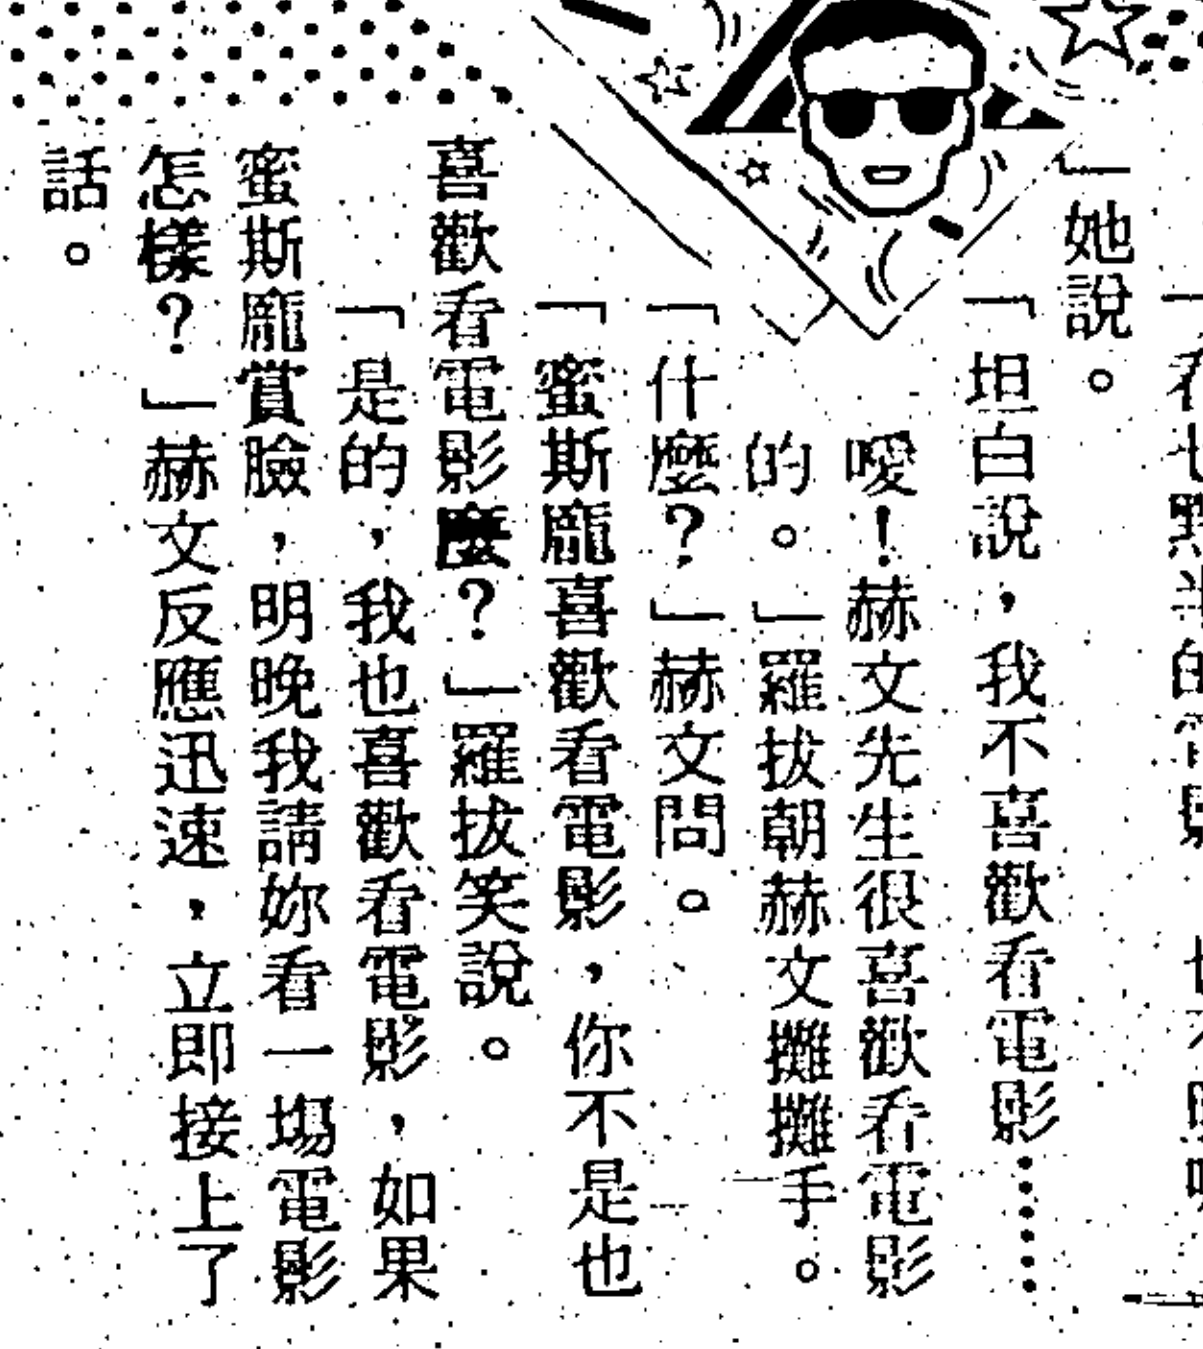 」她說。
「坦白說，我不喜歡看電影……
噯！赫文先生很喜歡看電影
的。」羅拔朝赫文攤攤手。
「什麼？」赫文問。
「蜜斯龐喜歡看電影，你不是也
喜歡看電影麼？」羅拔笑說。
「是的，我也喜歡看電影，如果
蜜斯龐賞臉，明晚我請妳看一場電影
怎樣？」赫文反應迅速，立即接上了
話。